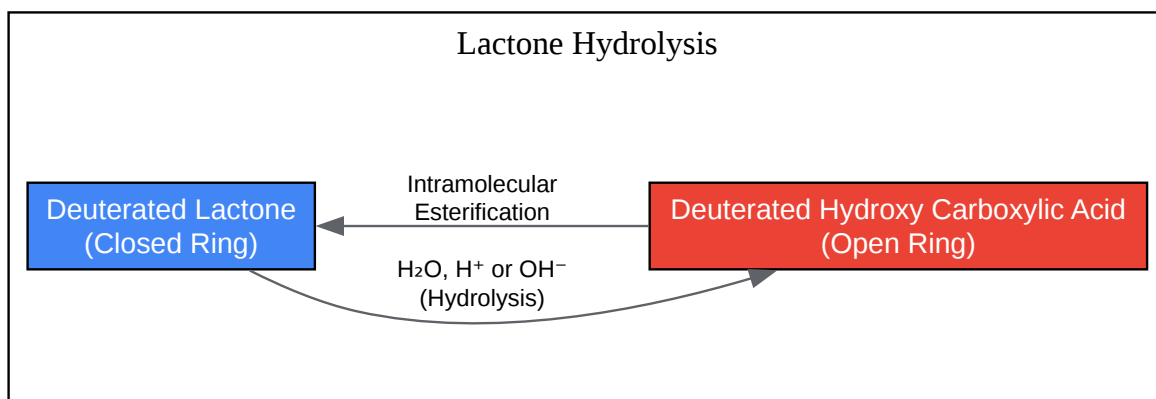 Lactone Hydrolysis
Intramolecular
Esterification
Deuterated Lactone
(Closed Ring)
Deuterated Hydroxy Carboxylic Acid
(Open Ring)
H₂O, H⁺ or OH⁻
(Hydrolysis)